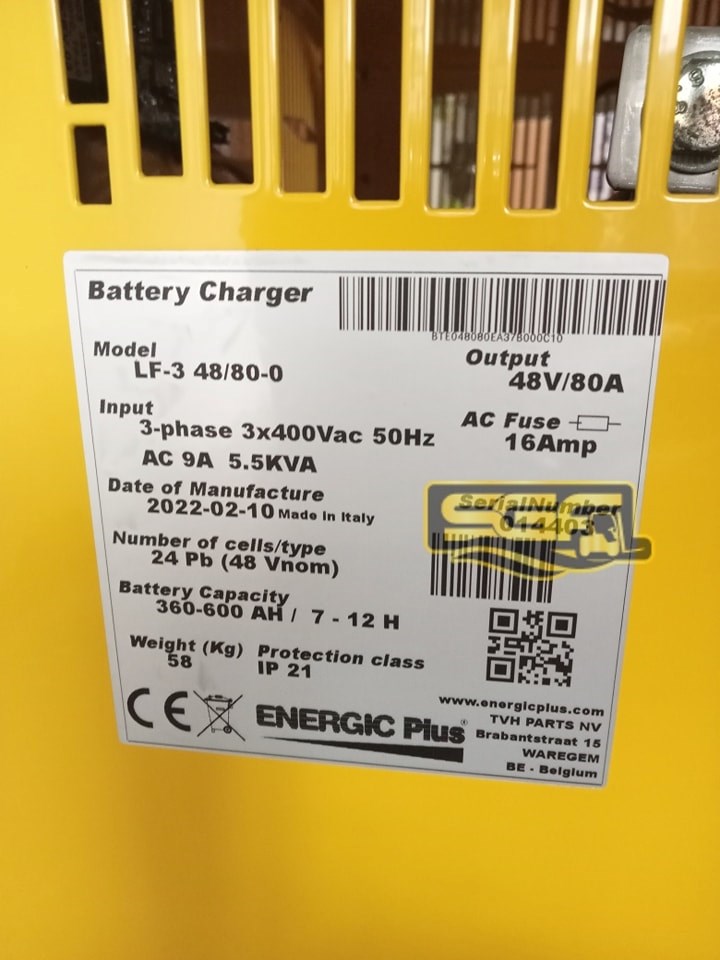 Battery Charger
BTE048080EA37B000C10
Model
LF-3 48/80-0
Output
48V/80A
Input
3-phase 3x400Vac 50Hz
AC 9A 5.5KVA
AC Fuse
16Amp
Date of Manufacture
2022-02-10 Made in Italy
SerialNumber
014403
Number of cells/type
24 Pb (48 Vnom)
Battery Capacity
360-600 AH / 7 - 12 H
Weight (Kg) Protection class
58 IP 21
CE ENERGIC Plus®
www.energicplus.com
TVH PARTS NV
Brabantstraat 15
WAREGEM
BE - Belgium